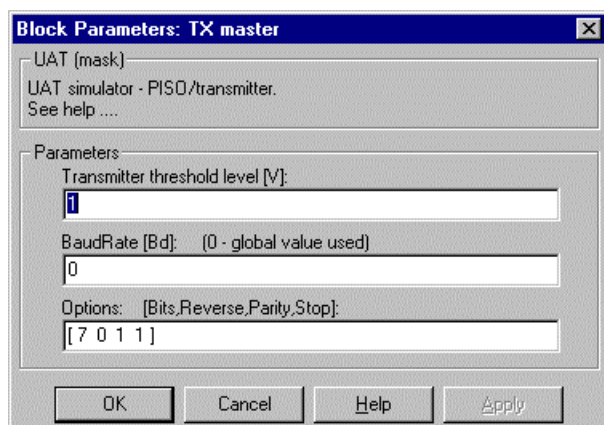 Block Parameters: TX master
UAT (mask)
UAT simulator - PISO/transmitter.
See help ....
Parameters
Transmitter threshold level [V]:
1
BaudRate [Bd]: (0 - global value used)
0
Options: [Bits,Reverse,Parity,Stop]:
[ 7 0 1 1 ]
OK Cancel Help Apply